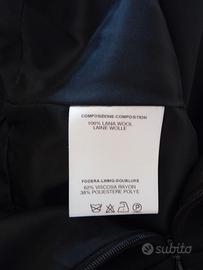 COMPOSIZIONE-COMPOSITION
100% LANA WOOL
LAINE WOLLE
FODERA-LINING-DOUBLURE
62% VISCOSA RAYON
38% POLIESTERE POLYE
subito